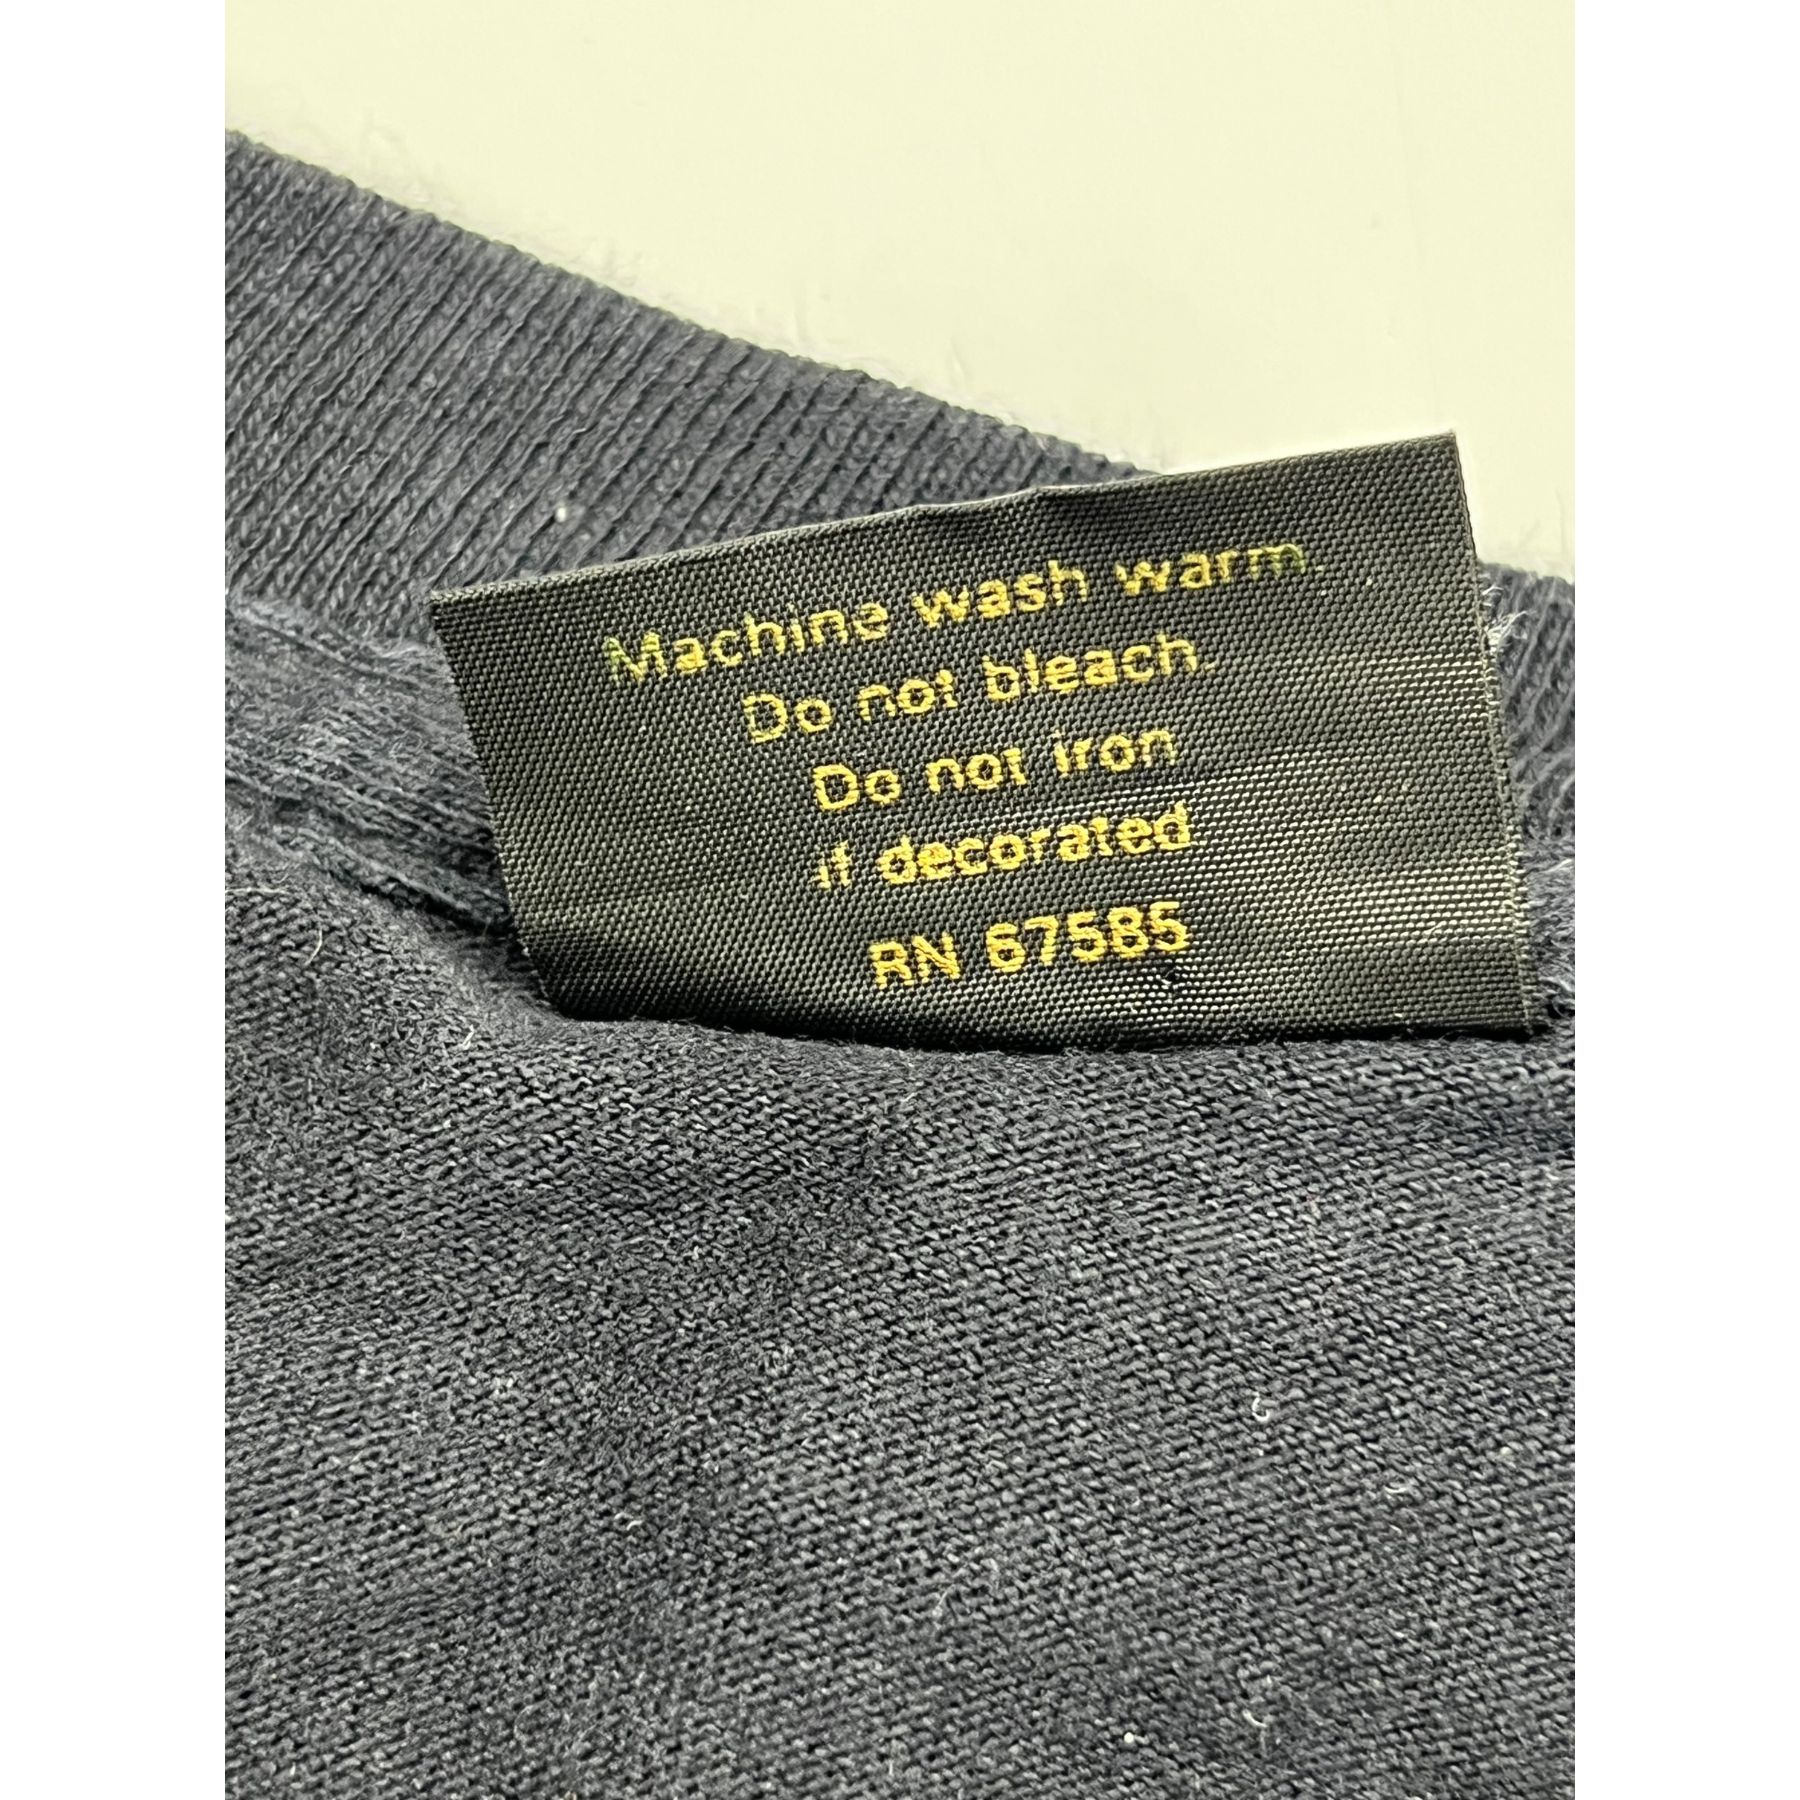 Machine wash warm.
Do not bleach.
Do not iron
if decorated
RN 67585